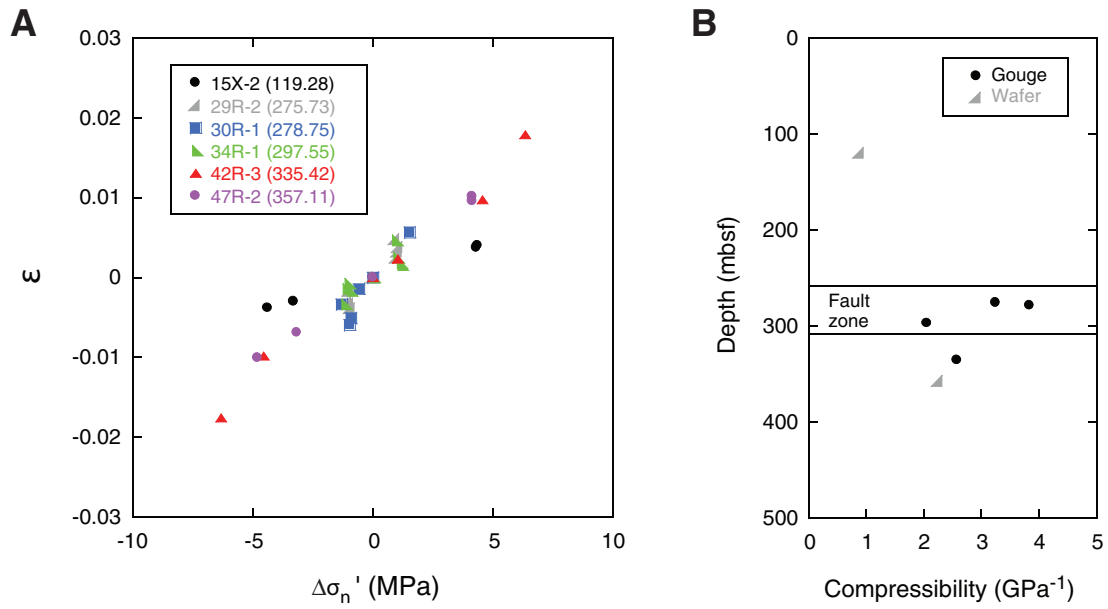 A
0.03
0.02
0.01
0
-0.01
-0.02
-0.03
ε
15X-2 (119.28)
29R-2 (275.73)
30R-1 (278.75)
34R-1 (297.55)
42R-3 (335.42)
47R-2 (357.11)
-10 -5 0 5 10
Δσn' (MPa)
B
0
100
200
300
400
500
Depth (mbsf)
Gouge
Wafer
Fault
zone
0 1 2 3 4 5
Compressibility (GPa-1)